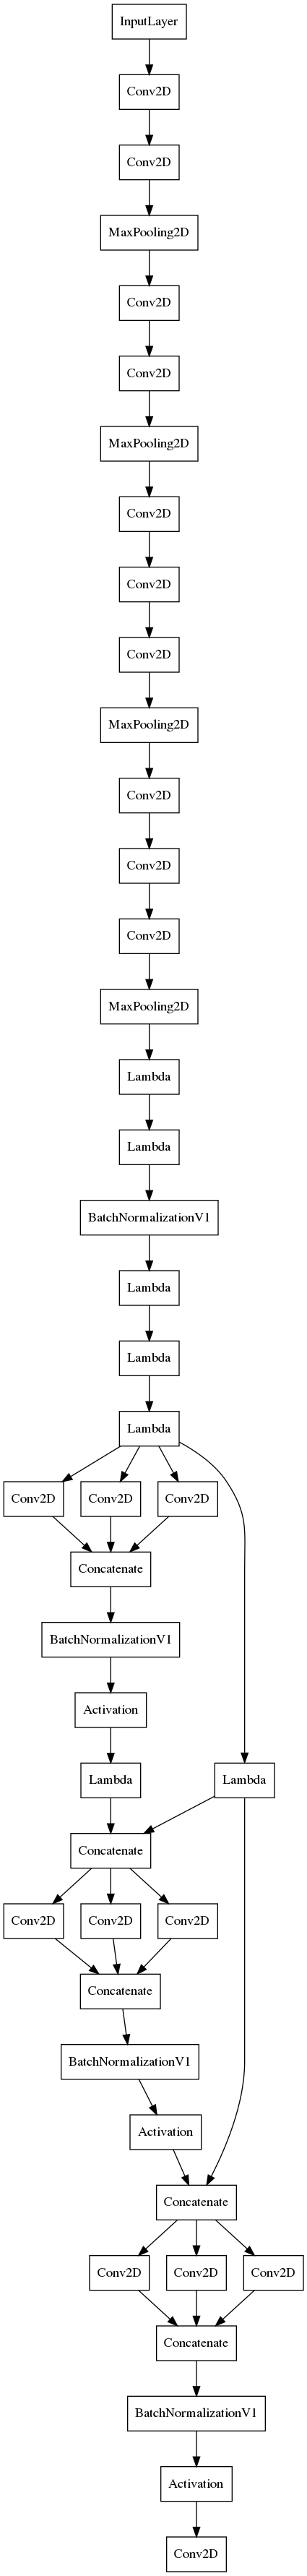 InputLayer
Conv2D
Conv2D
MaxPooling2D
Conv2D
Conv2D
MaxPooling2D
Conv2D
Conv2D
Conv2D
MaxPooling2D
Conv2D
Conv2D
Conv2D
MaxPooling2D
Lambda
Lambda
BatchNormalizationV1
Lambda
Lambda
Lambda
Conv2D Conv2D Conv2D
Concatenate
BatchNormalizationV1
Activation
Lambda Lambda
Concatenate
Conv2D Conv2D Conv2D
Concatenate
BatchNormalizationV1
Activation
Concatenate
Conv2D Conv2D Conv2D
Concatenate
BatchNormalizationV1
Activation
Conv2D